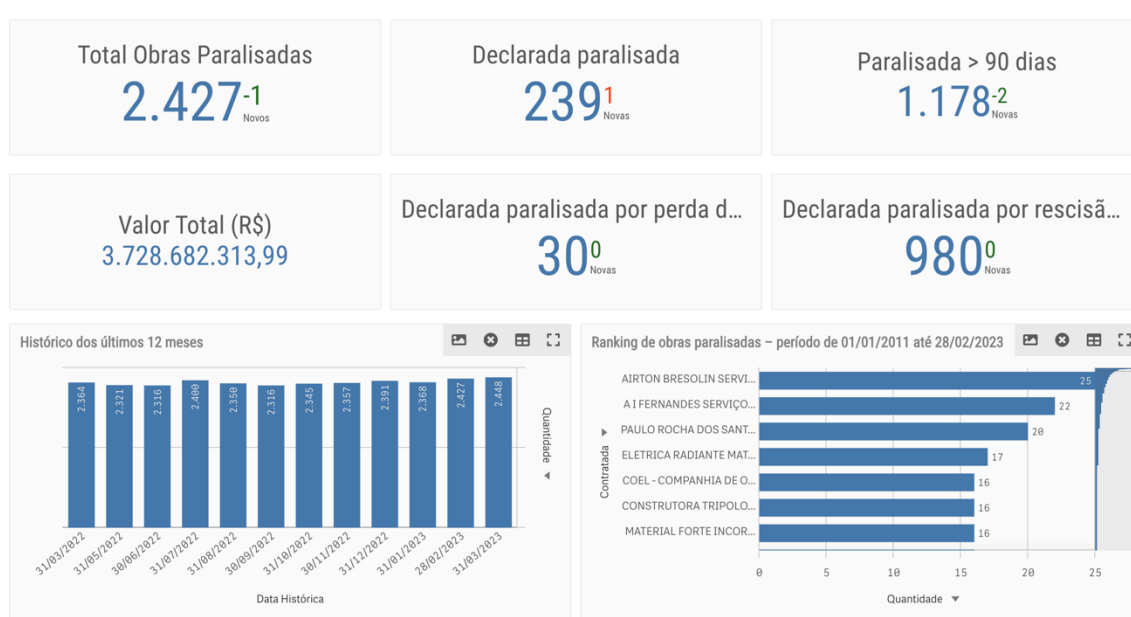 Total Obras Paralisadas
2.427 -1
Novos
Declarada paralisada
239 1
Novas
Paralisada > 90 dias
1.178 -2
Novas
Valor Total (R$)
3.728.682.313,99
Declarada paralisada por perda d...
30 0
Novas
Declarada paralisada por rescisã...
980 0
Novas
Histórico dos últimos 12 meses
2.364
2.321
2.316
2.400
2.350
2.316
2.345
2.357
2.391
2.368
2.427
2.448
Quantidade
31/03/2022
31/05/2022
30/06/2022
31/07/2022
31/08/2022
30/09/2022
31/10/2022
30/11/2022
31/12/2022
31/01/2023
28/02/2023
31/03/2023
Data Histórica
Ranking de obras paralisadas – período de 01/01/2011 até 28/02/2023
Contratada
AIRTON BRESOLIN SERVI... 25
A I FERNANDES SERVIÇO... 22
PAULO ROCHA DOS SANT... 20
ELETRICA RADIANTE MAT... 17
COEL - COMPANHIA DE O... 16
CONSTRUTORA TRIPOLO... 16
MATERIAL FORTE INCOR... 16
0 5 10 15 20 25
Quantidade